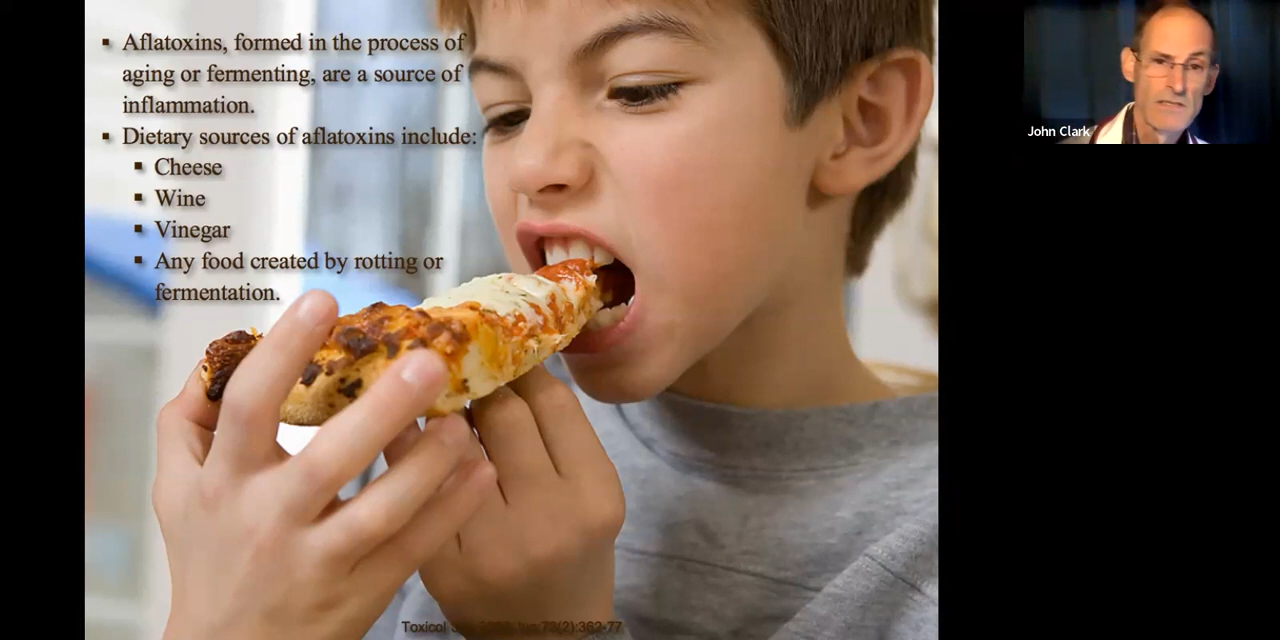 ▪ Aflatoxins, formed in the process of
aging or fermenting, are a source of
inflammation.
▪ Dietary sources of aflatoxins include:
▪ Cheese
▪ Wine
▪ Vinegar
▪ Any food created by rotting or
fermentation.
John Clark
Toxicol